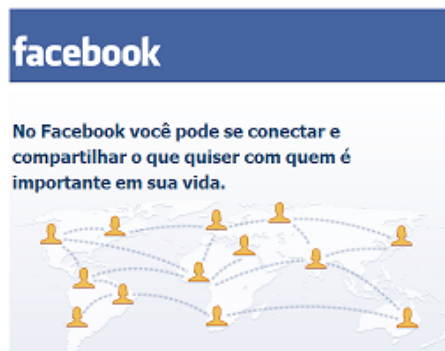 facebook
No Facebook você pode se conectar e
compartilhar o que quiser com quem é
importante em sua vida.